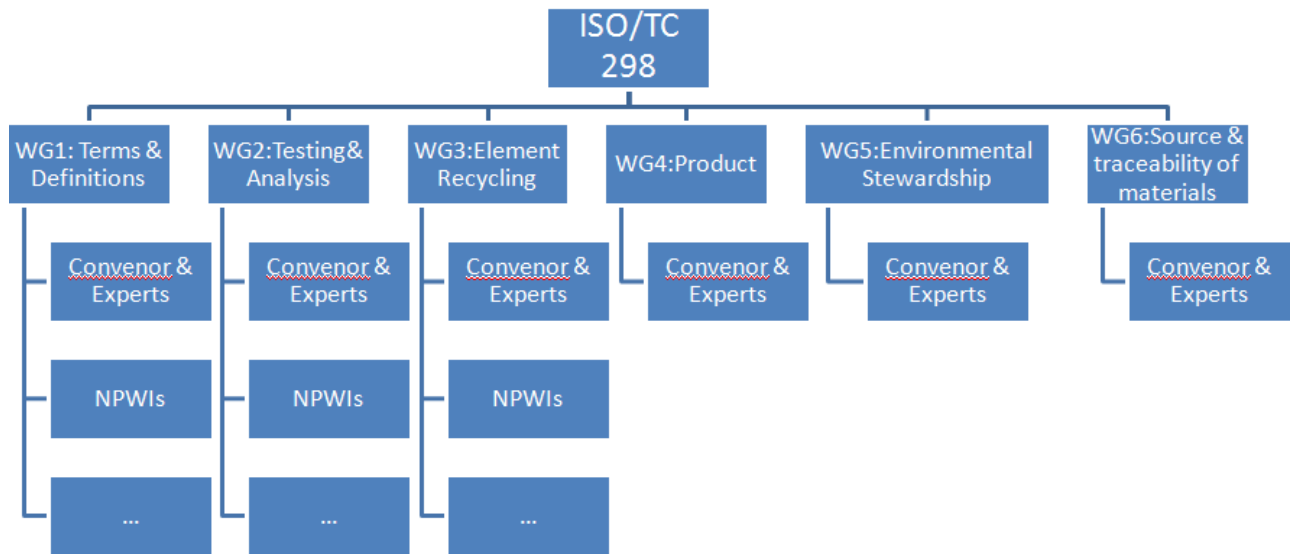 ISO/TC
298
WG1: Terms &
Definitions
WG2:Testing&
Analysis
WG3:Element
Recycling
WG4:Product
WG5:Environmental
Stewardship
WG6:Source &
traceability of
materials
Convenor &
Experts
Convenor &
Experts
Convenor &
Experts
Convenor &
Experts
Convenor &
Experts
Convenor &
Experts
NPWIs
NPWIs
NPWIs
...
...
...